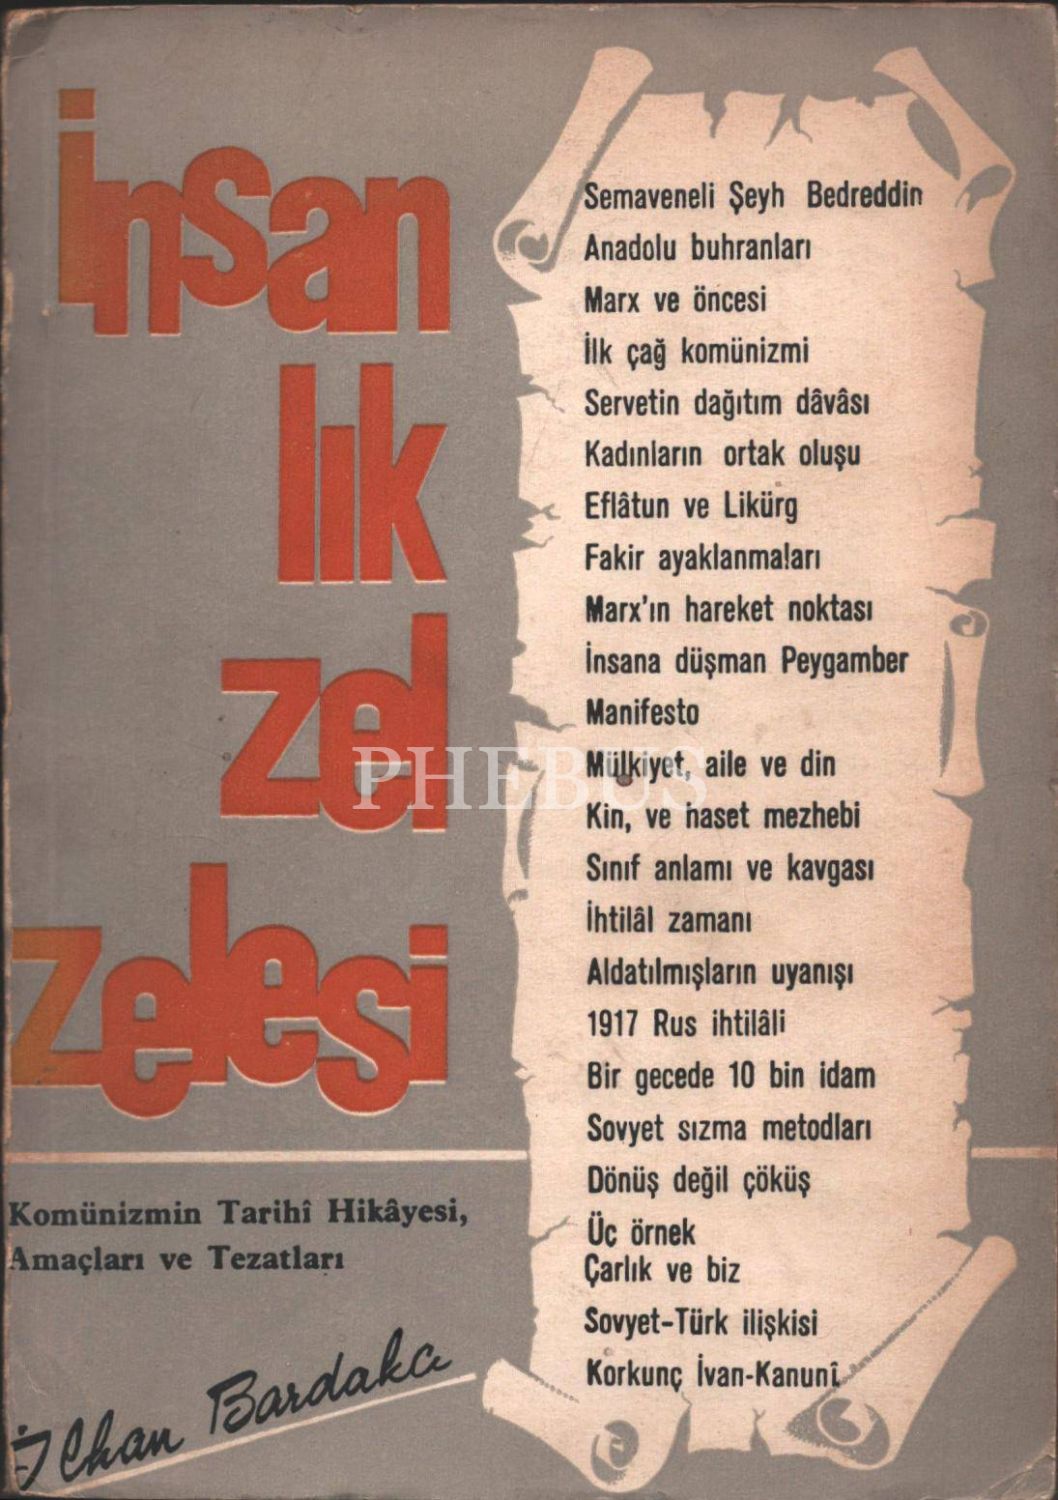 İnsan
lık
zel
zelesi
Komünizmin Tarihî Hikâyesi,
Amaçları ve Tezatları
İlhan Bardakcı
Semaveneli Şeyh Bedreddin
Anadolu buhranları
Marx ve öncesi
İlk çağ komünizmi
Servetin dağıtım dâvâsı
Kadınların ortak oluşu
Eflâtun ve Likürg
Fakir ayaklanmaları
Marx'ın hareket noktası
İnsana düşman Peygamber
Manifesto
Mülkiyet, aile ve din
Kin, ve haset mezhebi
Sınıf anlamı ve kavgası
İhtilâl zamanı
Aldatılmışların uyanışı
1917 Rus ihtilâli
Bir gecede 10 bin idam
Sovyet sızma metodları
Dönüş değil çöküş
Üç örnek
Çarlık ve biz
Sovyet-Türk ilişkisi
Korkunç İvan-Kanunî
PHEBUS